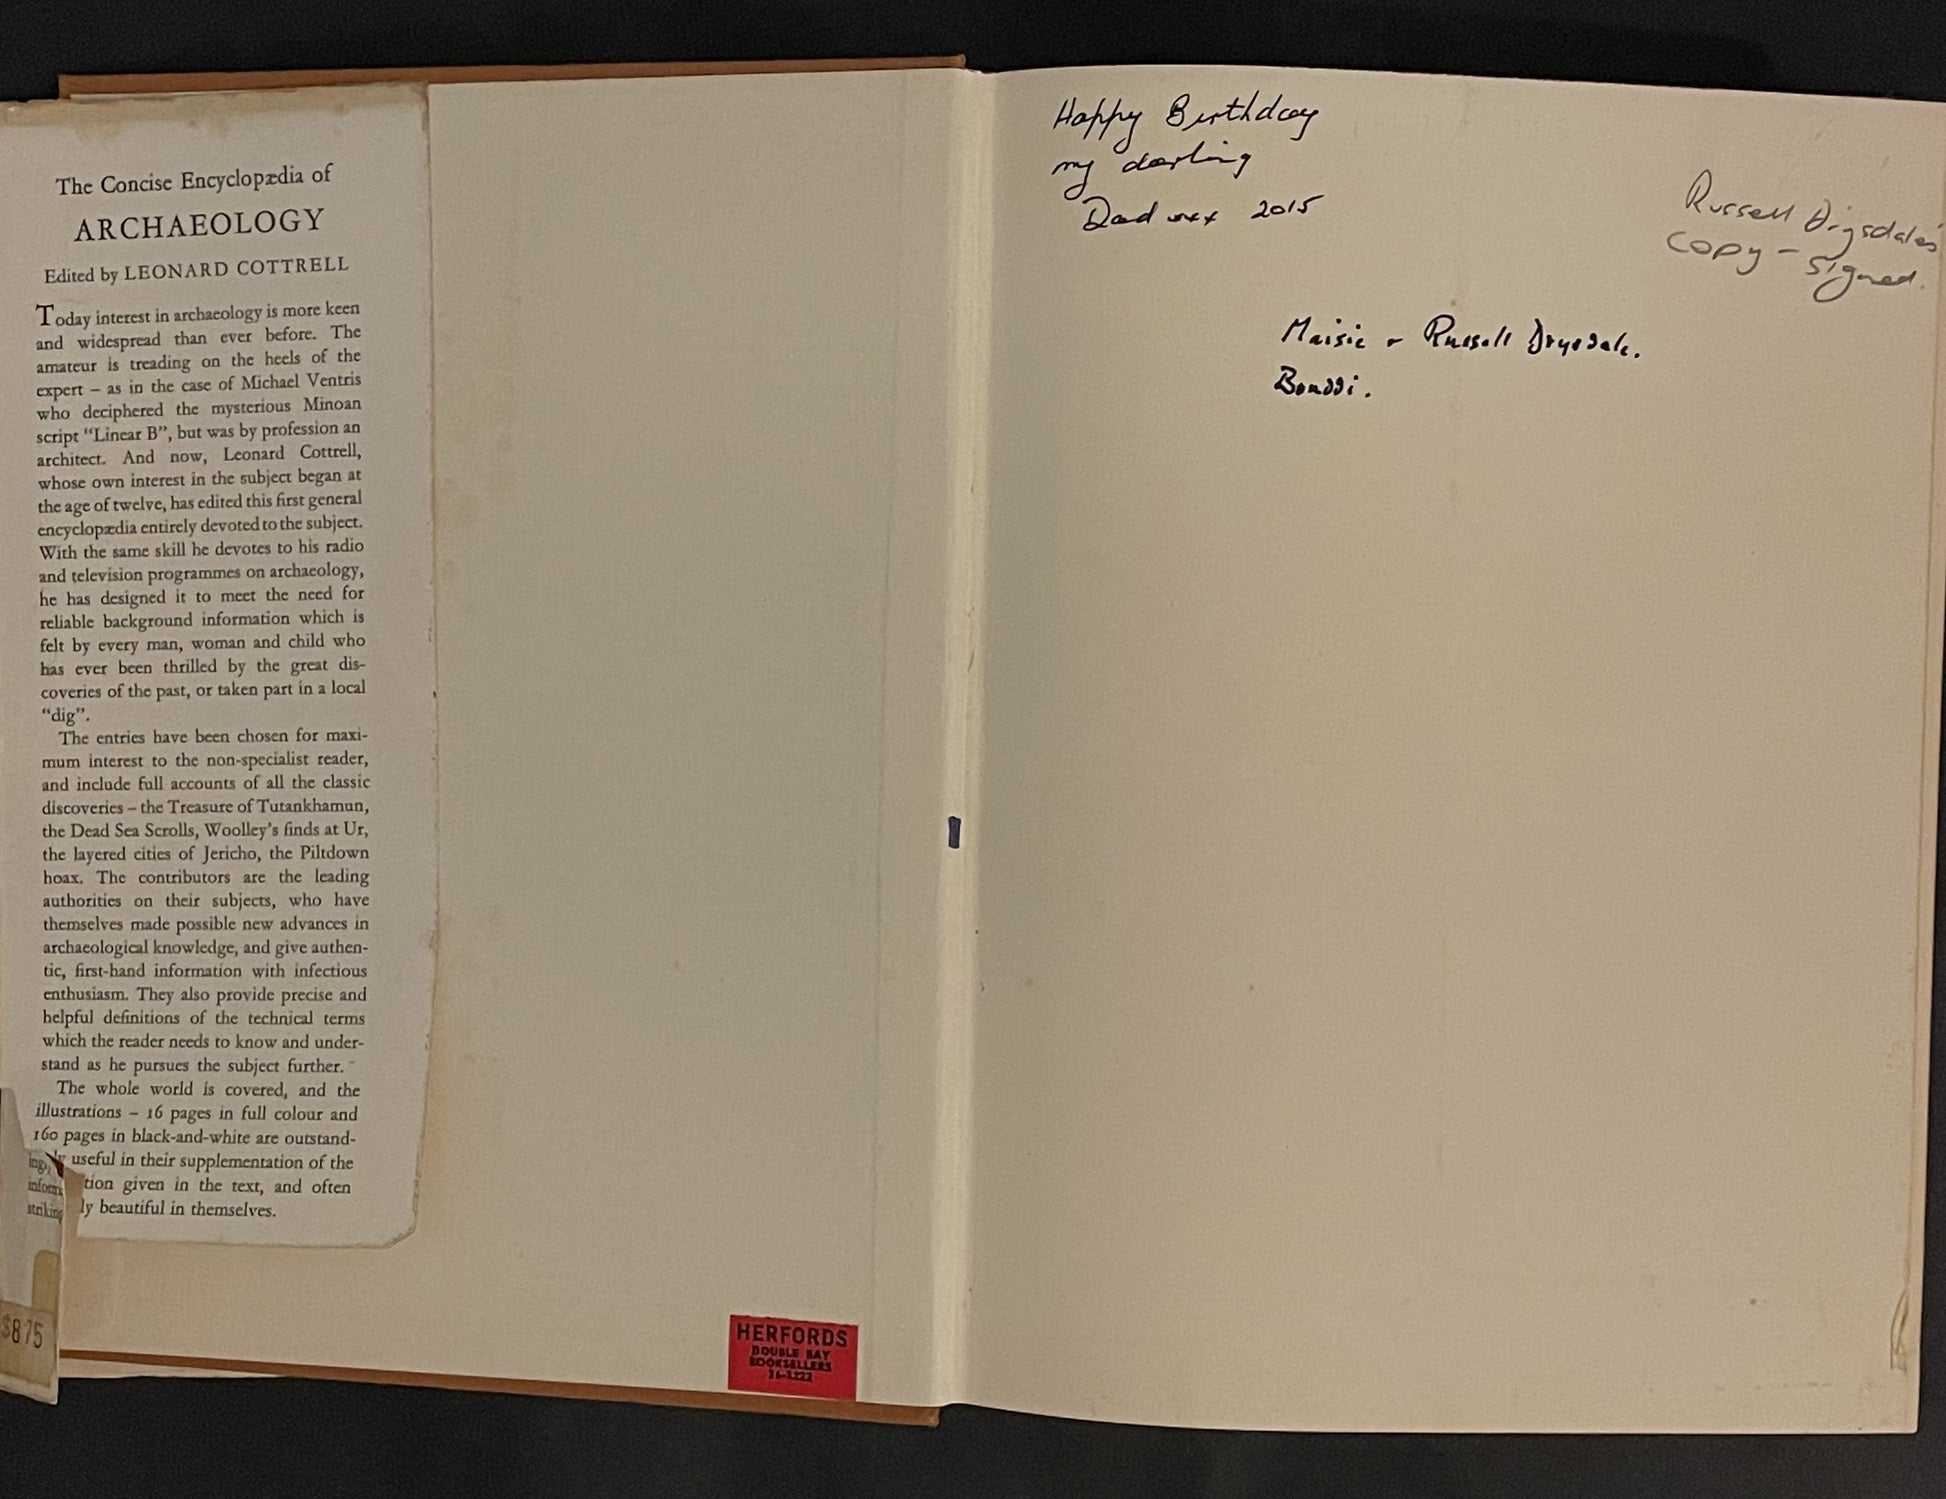 The Concise Encyclopædia of
ARCHAEOLOGY
Edited by LEONARD COTTRELL
Today interest in archaeology is more keen
and widespread than ever before. The
amateur is treading on the heels of the
expert – as in the case of Michael Ventris
who deciphered the mysterious Minoan
script “Linear B”, but was by profession an
architect. And now, Leonard Cottrell,
whose own interest in the subject began at
the age of twelve, has edited this first general
encyclopædia entirely devoted to the subject.
With the same skill he devotes to his radio
and television programmes on archaeology,
he has designed it to meet the need for
reliable background information which is
felt by every man, woman and child who
has ever been thrilled by the great dis-
coveries of the past, or taken part in a local
“dig”.
The entries have been chosen for maxi-
mum interest to the non-specialist reader,
and include full accounts of all the classic
discoveries – the Treasure of Tutankhamun,
the Dead Sea Scrolls, Woolley’s finds at Ur,
the layered cities of Jericho, the Piltdown
hoax. The contributors are the leading
authorities on their subjects, who have
themselves made possible new advances in
archaeological knowledge, and give authen-
tic, first-hand information with infectious
enthusiasm. They also provide precise and
helpful definitions of the technical terms
which the reader needs to know and under-
stand as he pursues the subject further.
The whole world is covered, and the
illustrations – 16 pages in full colour and
160 pages in black-and-white are outstand-
ingly useful in their supplementation of the
inform tion given in the text, and often
striking ly beautiful in themselves.
$8.75
HERFORDS
DOUBLE BAY
BOOKSELLERS
Happy Birthday
my darling
Dad xxx 2015
Russell Drysdale's
Copy – signed.
Maisie & Russell Drysdale.
Bouddi.